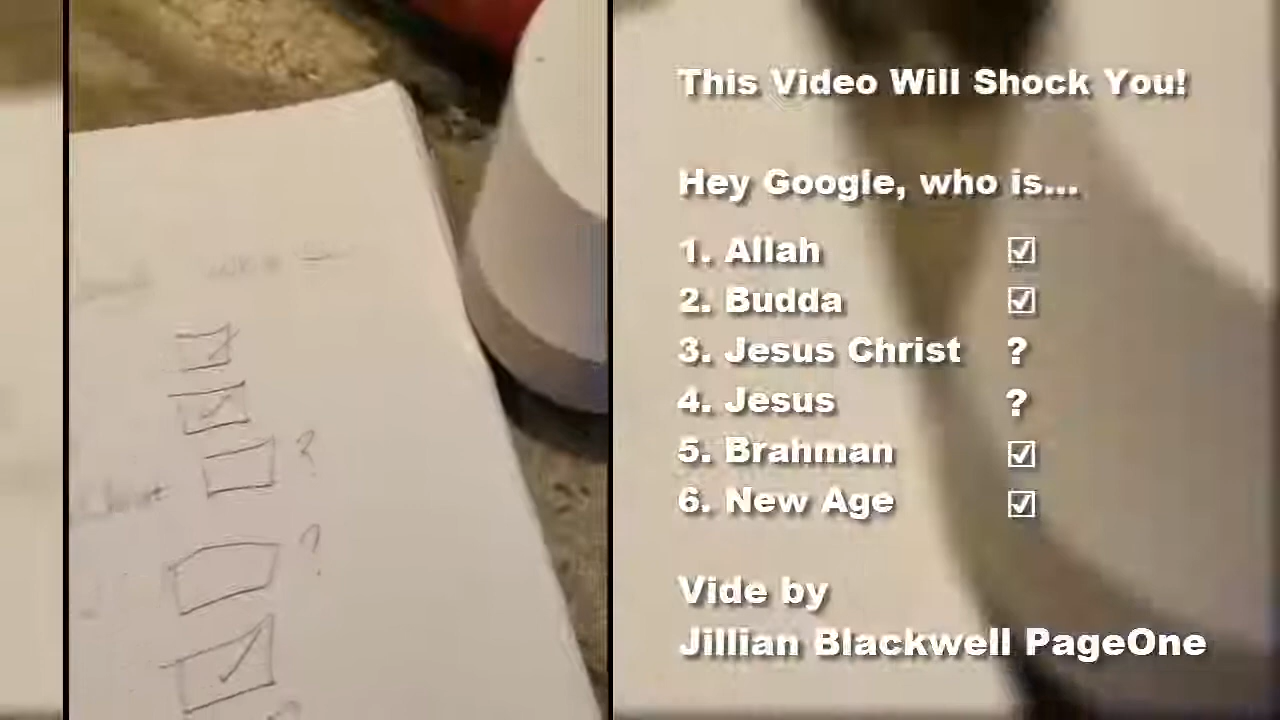 This Video Will Shock You!
Hey Google, who is...
1. Allah ☑
2. Budda ☑
3. Jesus Christ ?
4. Jesus ?
5. Brahman ☑
6. New Age ☑
Vide by
Jillian Blackwell PageOne
?
?